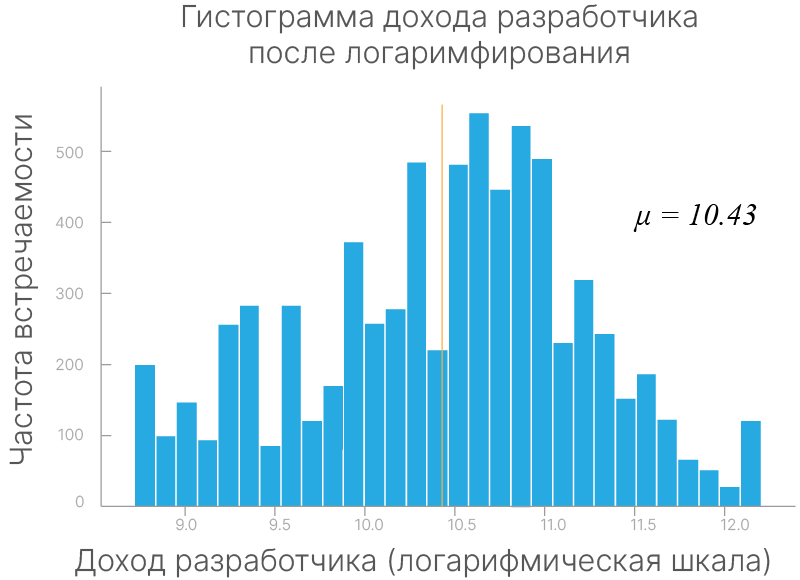 Гистограмма дохода разработчика
после логаримфирования
Частота встречаемости
500
400
300
200
100
0
μ = 10.43
9.0 9.5 10.0 10.5 11.0 11.5 12.0
Доход разработчика (логарифмическая шкала)